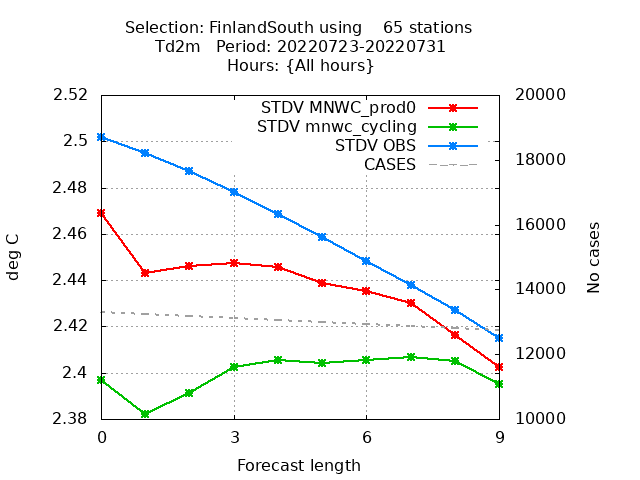 Selection: FinlandSouth using    65 stations
Td2m   Period: 20220723-20220731
Hours: {All hours}
2.52
2.5
2.48
2.46
2.44
2.42
2.4
2.38
20000
18000
16000
14000
12000
10000
STDV MNWC_prod0
STDV mnwc_cycling
STDV OBS
CASES
deg C
No cases
0
3
6
9
Forecast length